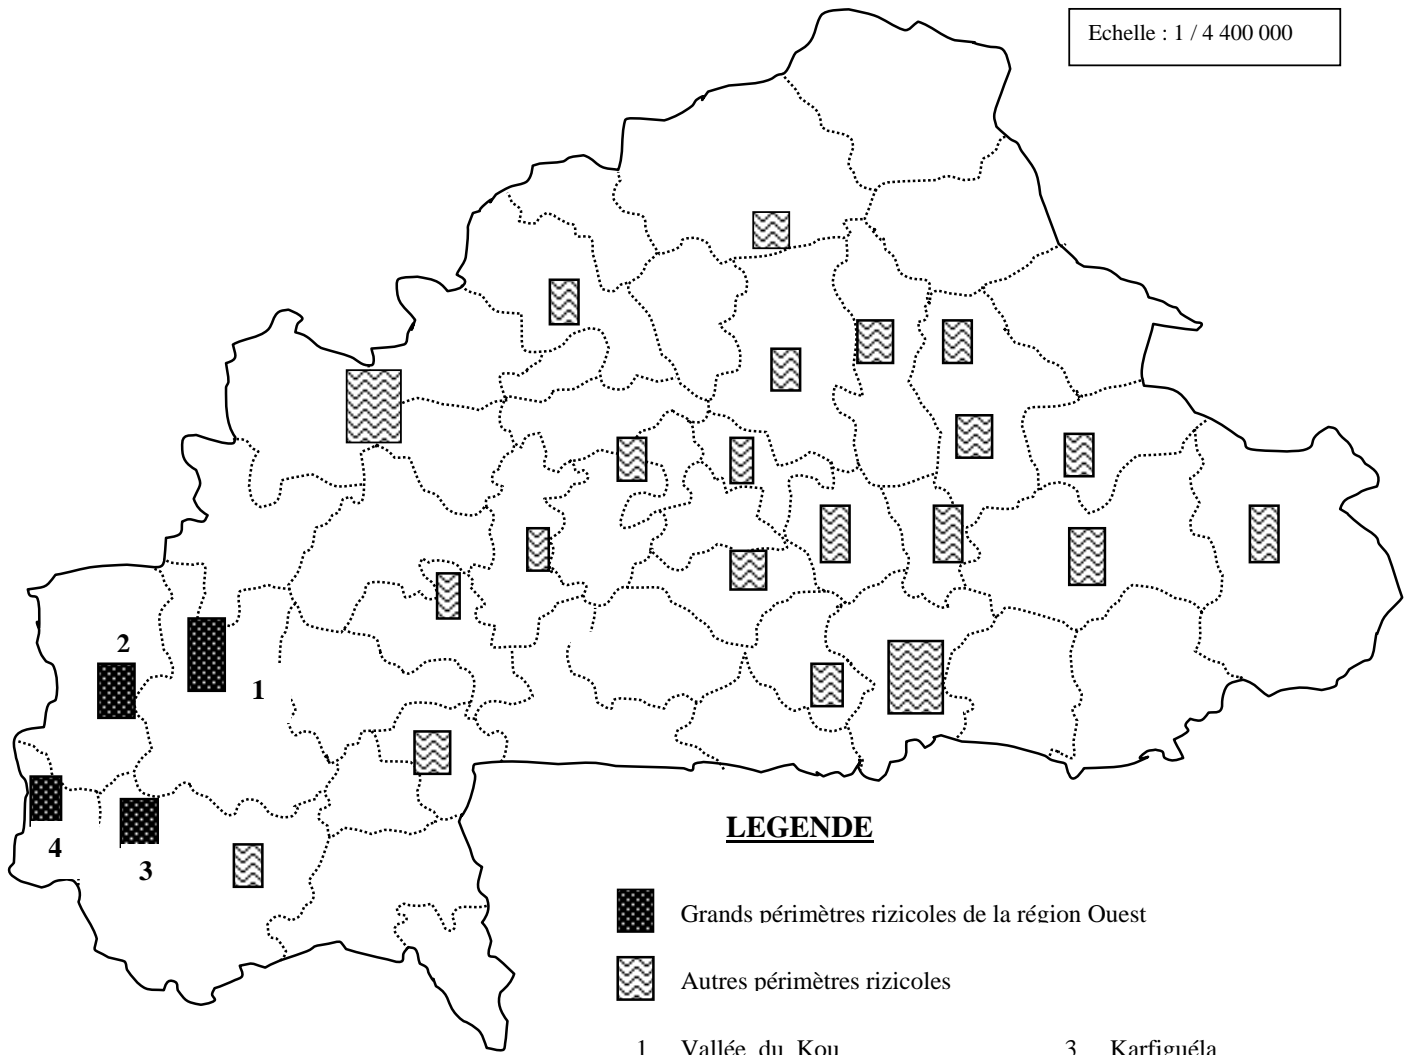 Echelle : 1 / 4 400 000
2
1
4
3
LEGENDE
Grands périmètres rizicoles de la région Ouest
Autres périmètres rizicoles
1 Vallée du Kou 3 Karfiguéla